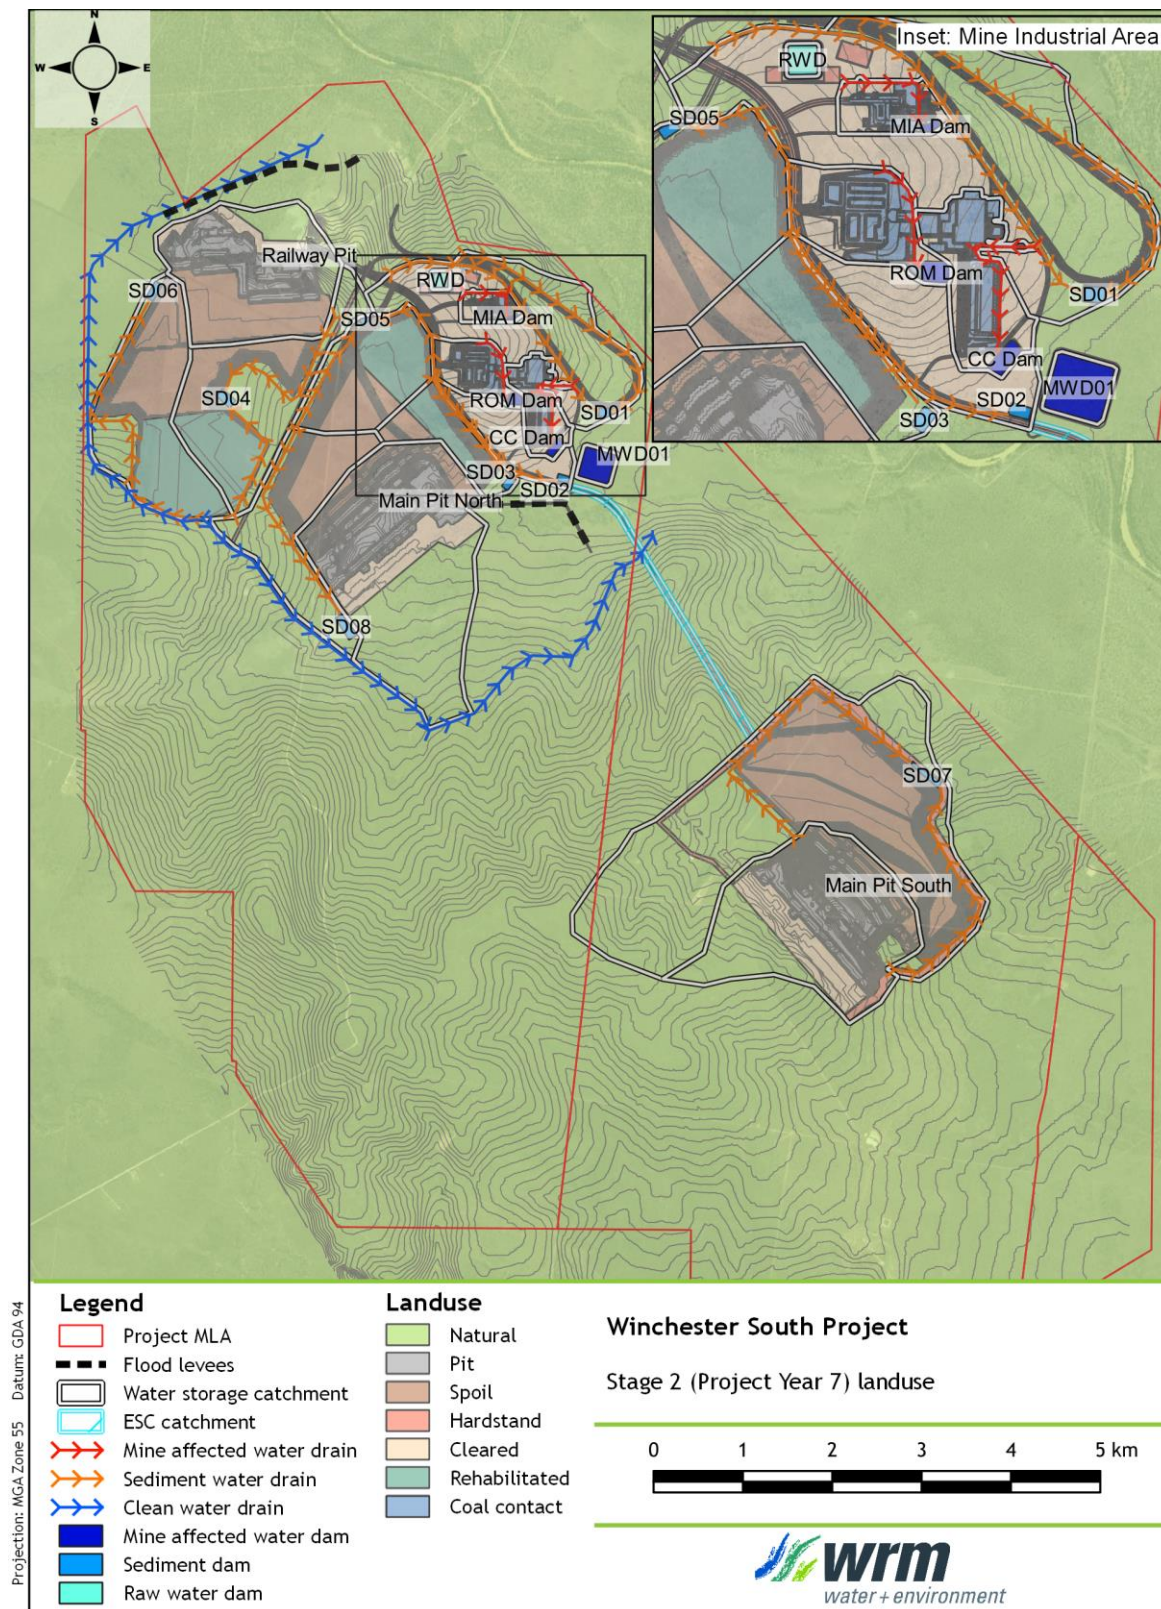 N
W
E
S
Inset: Mine Industrial Area
RWD
SD05
MIA Dam
ROM Dam
SD01
CC Dam
MWD01
SD02
SD03
Railway Pit
SD06
RWD
SD05
MIA Dam
SD04
ROM Dam
SD01
CC Dam
MWD01
SD03
SD02
Main Pit North
SD08
SD07
Main Pit South
Projection: MGA Zone 55 Datum: GDA 94
Legend
Project MLA
Flood levees
Water storage catchment
ESC catchment
Mine affected water drain
Sediment water drain
Clean water drain
Mine affected water dam
Sediment dam
Raw water dam
Landuse
Natural
Pit
Spoil
Hardstand
Cleared
Rehabilitated
Coal contact
Winchester South Project
Stage 2 (Project Year 7) landuse
0 1 2 3 4 5 km
wrm
water + environment